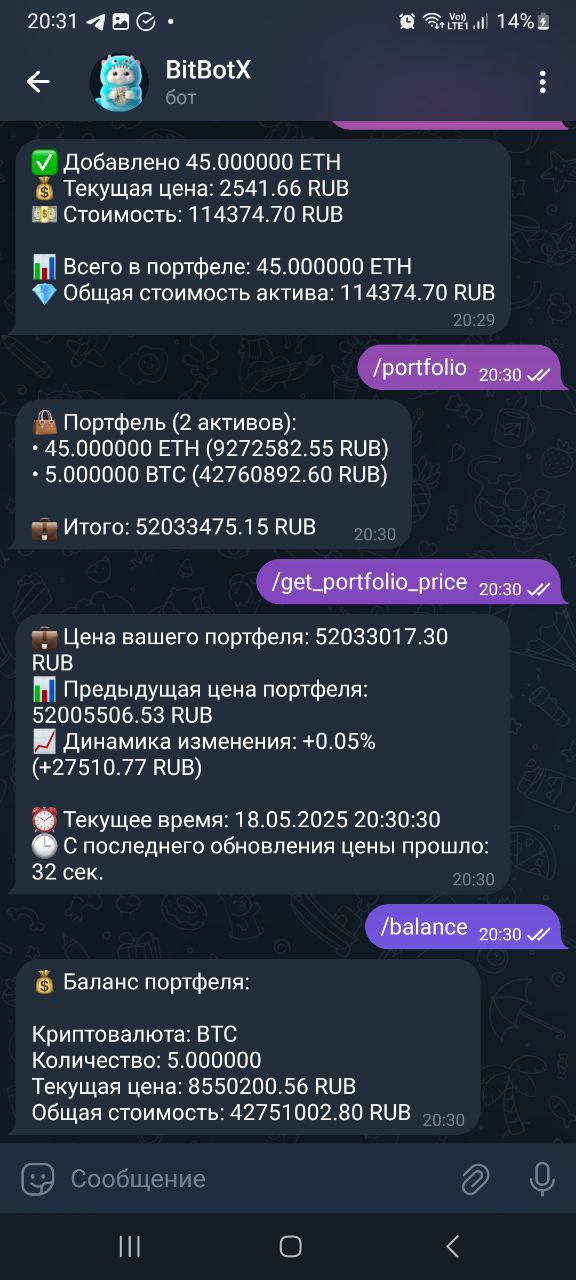 20:31
Vo)) LTE1
14%
BitBotX
бот
✅ Добавлено 45.000000 ETH
💰 Текущая цена: 2541.66 RUB
💵 Стоимость: 114374.70 RUB
📊 Всего в портфеле: 45.000000 ETH
💎 Общая стоимость актива: 114374.70 RUB
20:29
/portfolio 20:30
👜 Портфель (2 активов):
• 45.000000 ETH (9272582.55 RUB)
• 5.000000 BTC (42760892.60 RUB)
💼 Итого: 52033475.15 RUB 20:30
/get_portfolio_price 20:30
💼 Цена вашего портфеля: 52033017.30
RUB
📊 Предыдущая цена портфеля:
52005506.53 RUB
📈 Динамика изменения: +0.05%
(+27510.77 RUB)
⏰ Текущее время: 18.05.2025 20:30:30
🕒 С последнего обновления цены прошло:
32 сек. 20:30
/balance 20:30
💰 Баланс портфеля:
Криптовалюта: BTC
Количество: 5.000000
Текущая цена: 8550200.56 RUB
Общая стоимость: 42751002.80 RUB 20:30
Сообщение